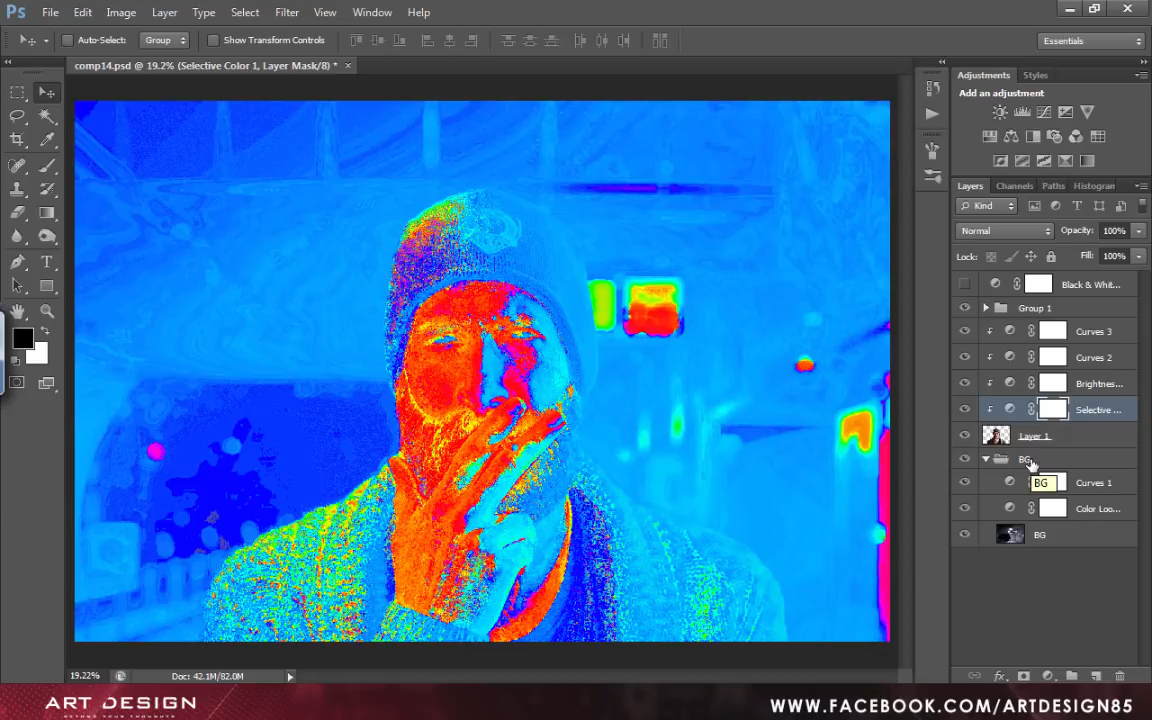 Ps File Edit Image Layer Type Select Filter View Window Help
Auto-Select: Group Show Transform Controls Essentials
comp14.psd @ 19.2% (Selective Color 1, Layer Mask/8) * ×
Adjustments Styles
Add an adjustment
Layers Channels Paths Histogram
Kind
Normal Opacity: 100%
Lock: Fill: 100%
Black & Whit...
Group 1
Curves 3
Curves 2
Brightnes...
Selective ...
Layer 1
BG
BG
Curves 1
Color Loo...
BG
19.22% Doc: 42.1M/82.0M
ART DESIGN
BEYOND YOUR THOUGHTS
WWW.FACEBOOK.COM/ARTDESIGN85